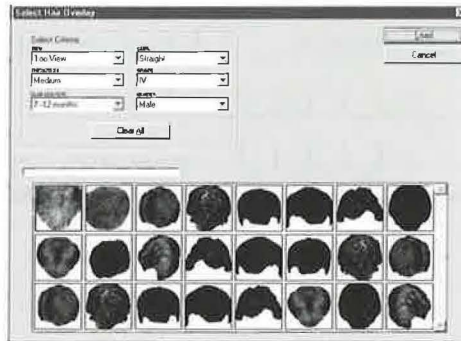 Select Hair Overlay
Select Criteria
Top View
Straight
Medium
IV
7 -12 months
Male
Clear All
Load
Cancel